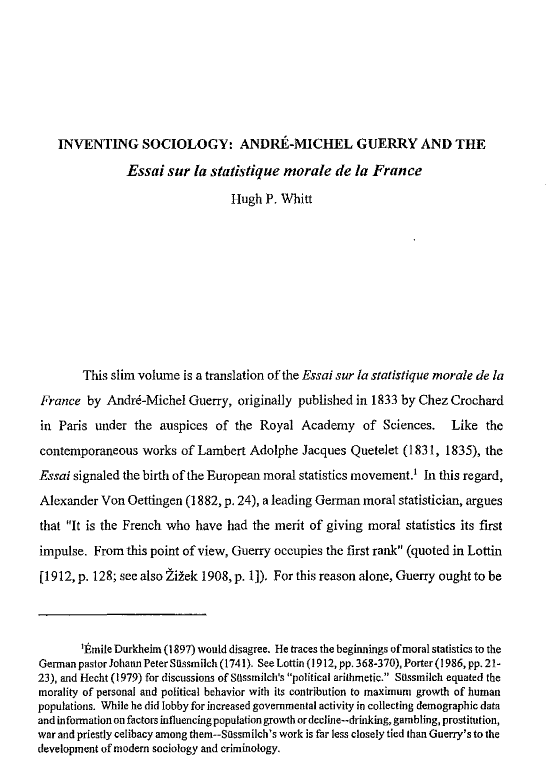 INVENTING SOCIOLOGY: ANDRÉ-MICHEL GUERRY AND THE
Essai sur la statistique morale de la France
Hugh P. Whitt
This slim volume is a translation of the Essai sur la statistique morale de la
France by André-Michel Guerry, originally published in 1833 by Chez Crochard
in Paris under the auspices of the Royal Academy of Sciences. Like the
contemporaneous works of Lambert Adolphe Jacques Quetelet (1831, 1835), the
Essai signaled the birth of the European moral statistics movement.¹ In this regard,
Alexander Von Oettingen (1882, p. 24), a leading German moral statistician, argues
that "It is the French who have had the merit of giving moral statistics its first
impulse. From this point of view, Guerry occupies the first rank" (quoted in Lottin
[1912, p. 128; see also Žižek 1908, p. 1]). For this reason alone, Guerry ought to be
¹Émile Durkheim (1897) would disagree. He traces the beginnings of moral statistics to the
German pastor Johann Peter Süssmilch (1741). See Lottin (1912, pp. 368-370), Porter (1986, pp. 21-
23), and Hecht (1979) for discussions of Süssmilch's "political arithmetic." Süssmilch equated the
morality of personal and political behavior with its contribution to maximum growth of human
populations. While he did lobby for increased governmental activity in collecting demographic data
and information on factors influencing population growth or decline--drinking, gambling, prostitution,
war and priestly celibacy among them--Süssmilch's work is far less closely tied than Guerry's to the
development of modern sociology and criminology.